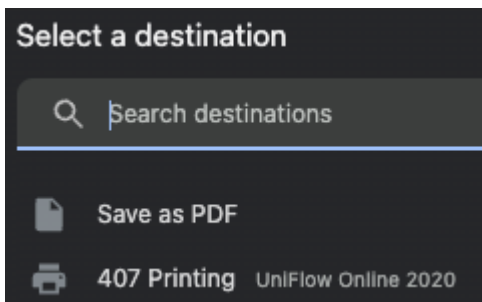 Select a destination
Search destinations
Save as PDF
407 Printing UniFlow Online 2020